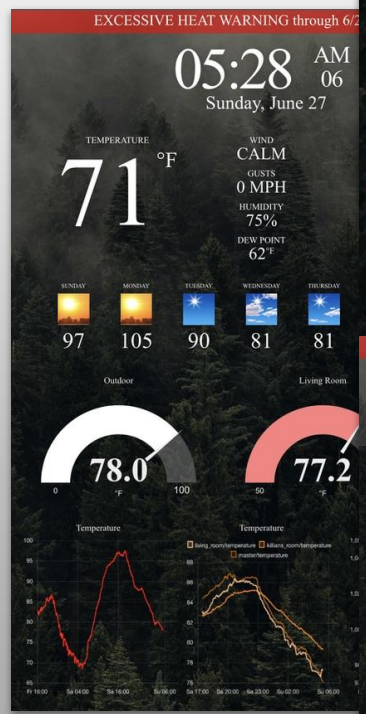 EXCESSIVE HEAT WARNING through 6/2
05:28 AM
06
Sunday, June 27
TEMPERATURE
71 °F
WIND
CALM
GUSTS
0 MPH
HUMIDITY
75%
DEW POINT
62°F
SUNDAY MONDAY TUESDAY WEDNESDAY THURSDAY
97 105 90 81 81
Outdoor Living Room
78.0 77.2
0 °F 100 50 °F
Temperature Temperature
living_room/temperature killians_room/temperature
master/temperature
100
95
90
85
80
75
70
65
Fr 16:00 Sa 04:00 Sa 16:00 Su 06:00
88
86
84
82
80
78
76
Sa 17:00 Sa 20:00 Sa 23:00 Su 02:00 Su 06:00